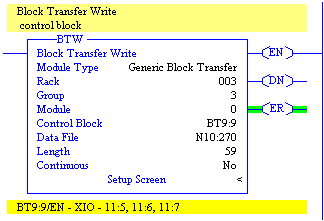 Block Transfer Write
control block
BTW
Block Transfer Write
Module Type Generic Block Transfer
Rack 003
Group 3
Module 0
Control Block BT9:9
Data File N10:270
Length 59
Continuous No
Setup Screen <
EN
DN
ER
BT9:9/EN - XIO - 11:5, 11:6, 11:7